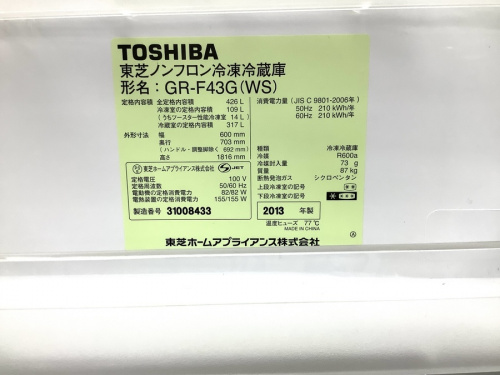 TOSHIBA
東芝ノンフロン冷凍冷蔵庫
形名：GR-F43G(WS)
定格内容積 全定格内容積 426 L
冷凍室の定格内容積 109 L
(うちブースター性能冷凍室 14 L)
冷蔵室の定格内容積 317 L
外形寸法 幅 600 mm
奥行 703 mm
(ハンドル・調整脚除く 692 mm)
高さ 1816 mm
東芝ホームアプライアンス株式会社 JET
定格電圧 100 V
定格周波数 50/60 Hz
電動機の定格消費電力 82/82 W
電熱装置の定格消費電力 155/155 W
製造番号 31008433
消費電力量 (JIS C 9801-2006年)
50Hz 210 kWh/年
60Hz 210 kWh/年
種類 冷凍冷蔵庫
冷媒 R600a
冷媒封入量 73 g
質量 87kg
断熱発泡ガス シクロペンタン
上段冷凍室の記号
下段冷凍室の記号
2013 年製
温度ヒューズ 77℃
東芝ホームアプライアンス株式会社